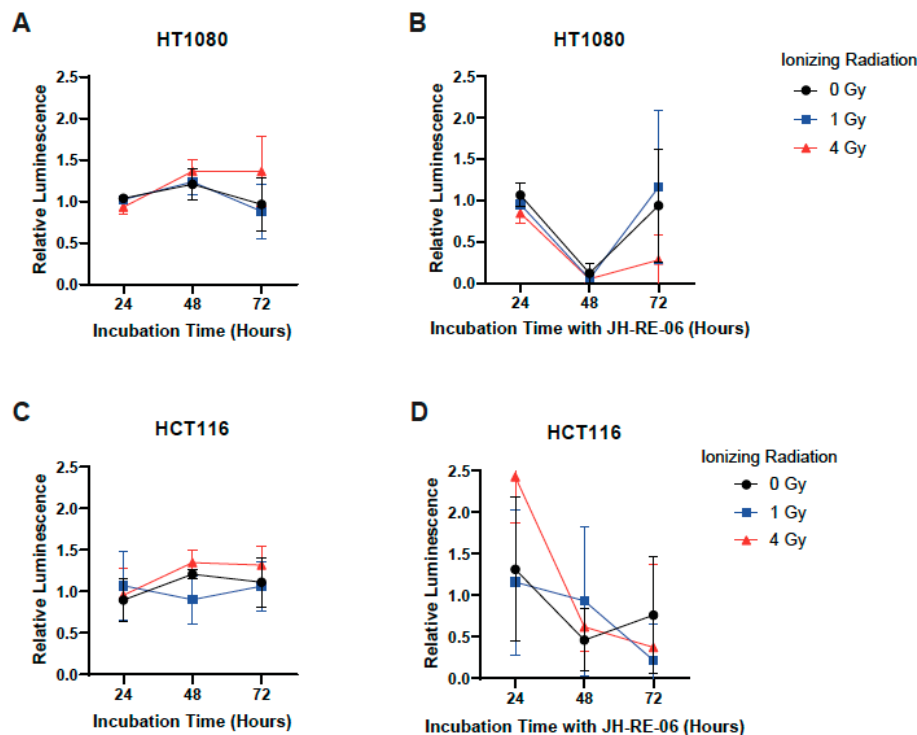 A
HT1080
Relative Luminescence
2.5
2.0
1.5
1.0
0.5
0.0
24
48
72
Incubation Time (Hours)
B
HT1080
Relative Luminescence
2.5
2.0
1.5
1.0
0.5
0.0
24
48
72
Incubation Time with JH-RE-06 (Hours)
Ionizing Radiation
0 Gy
1 Gy
4 Gy
C
HCT116
Relative Luminescence
2.5
2.0
1.5
1.0
0.5
0.0
24
48
72
Incubation Time (Hours)
D
HCT116
Relative Luminescence
2.5
2.0
1.5
1.0
0.5
0.0
24
48
72
Incubation Time with JH-RE-06 (Hours)
Ionizing Radiation
0 Gy
1 Gy
4 Gy